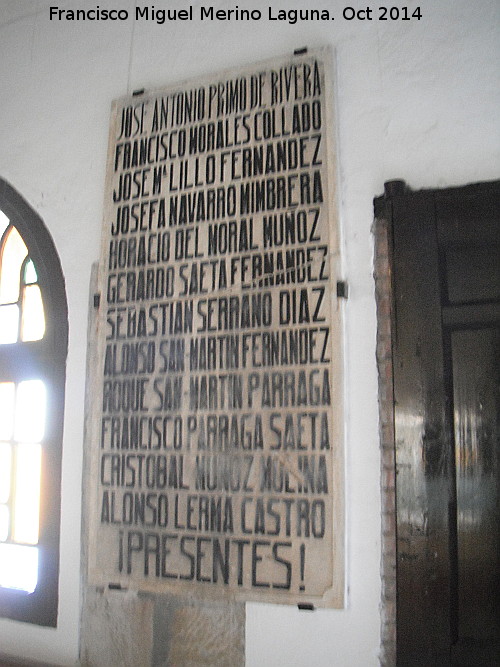 Francisco Miguel Merino Laguna. Oct 2014
JOSE ANTONIO PRIMO DE RIVERA
FRANCISCO MORALES COLLADO
JOSE Mª LILLO FERNANDEZ
JOSEFA NAVARRO MIMBRERA
HORACIO DEL MORAL MUÑOZ
GERARDO SAETA FERNANDEZ
SEBASTIAN SERRANO DIAZ
ALONSO SAN-MARTIN FERNANDEZ
ROQUE SAN-MARTIN PARRAGA
FRANCISCO PARRAGA SAETA
CRISTOBAL MUÑOZ MOLINA
ALONSO LERMA CASTRO
¡PRESENTES!